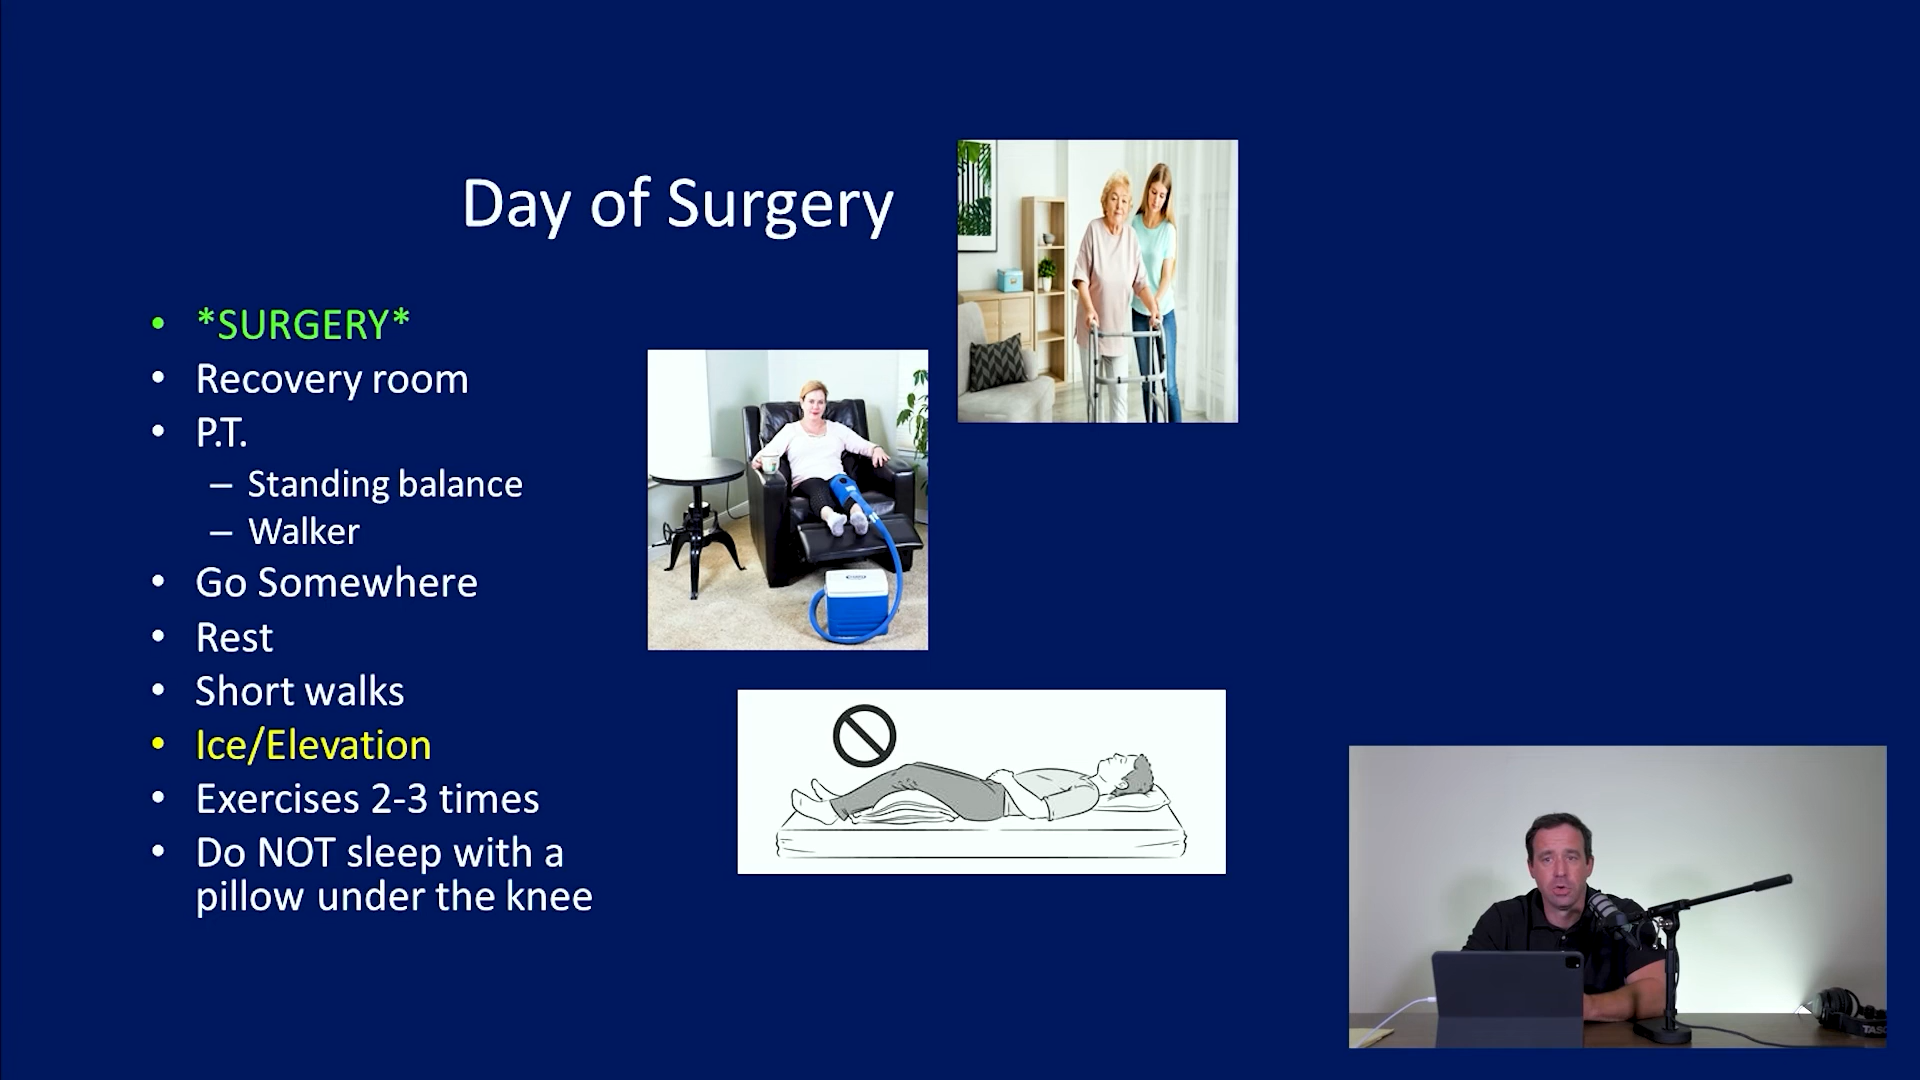 Day of Surgery
• *SURGERY*
• Recovery room
• P.T.
– Standing balance
– Walker
• Go Somewhere
• Rest
• Short walks
• Ice/Elevation
• Exercises 2-3 times
• Do NOT sleep with a
pillow under the knee